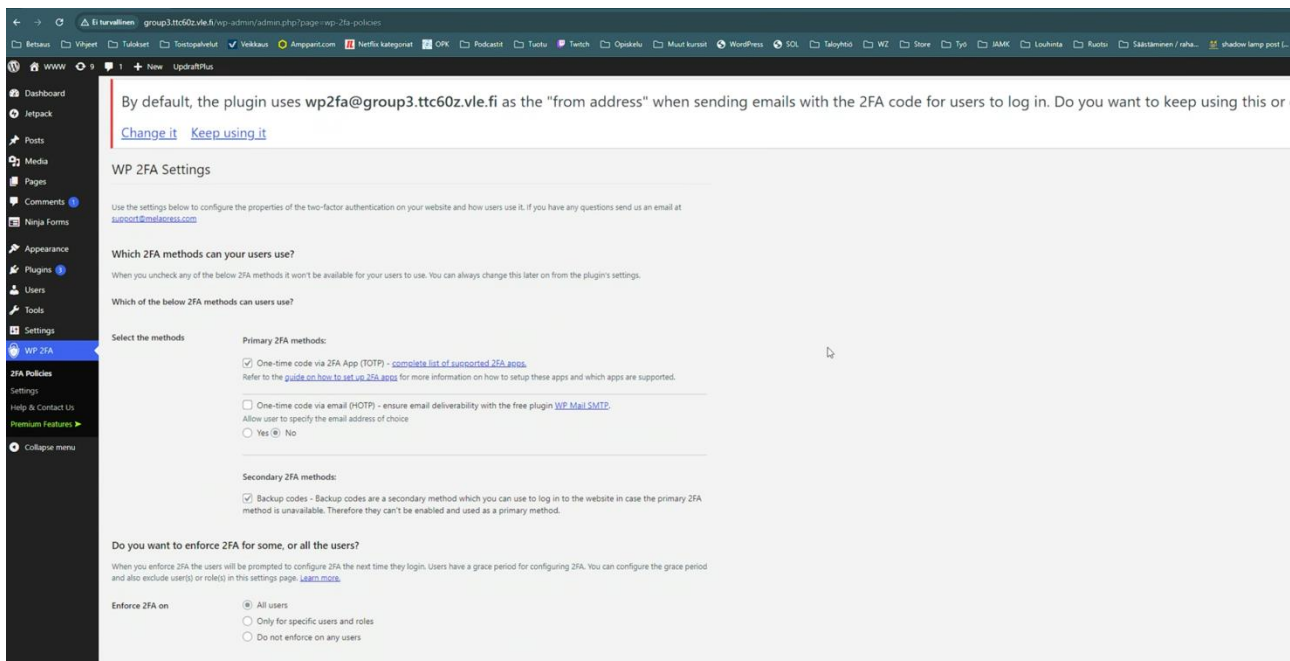 Ei turvallinen group3.ttc60z.vle.fi/wp-admin/admin.php?page=wp-2fa-policies
Betsaus Vihjeet Tulokset Toistopalvelut Veikkaus Ampparit.com Netflix kategoriat OPK Podcastit Tuotu Twitch Opiskelu Muut kurssit WordPress SOL Taloyhtiö WZ Store Työ JAMK Louhinta Ruotsi Säästäminen / raha... shadow lamp post (...
WWW 9 1 + New UpdraftPlus
Dashboard
Jetpack
Posts
Media
Pages
Comments 1
Ninja Forms
Appearance
Plugins 3
Users
Tools
Settings
WP 2FA
2FA Policies
Settings
Help & Contact Us
Premium Features ►
Collapse menu
By default, the plugin uses wp2fa@group3.ttc60z.vle.fi as the "from address" when sending emails with the 2FA code for users to log in. Do you want to keep using this or
Change it Keep using it
WP 2FA Settings
Use the settings below to configure the properties of the two-factor authentication on your website and how users use it. If you have any questions send us an email at
support@melapress.com
Which 2FA methods can your users use?
When you uncheck any of the below 2FA methods it won't be available for your users to use. You can always change this later on from the plugin's settings.
Which of the below 2FA methods can users use?
Select the methods
Primary 2FA methods:
One-time code via 2FA App (TOTP) - complete list of supported 2FA apps.
Refer to the guide on how to set up 2FA apps for more information on how to setup these apps and which apps are supported.
One-time code via email (HOTP) - ensure email deliverability with the free plugin WP Mail SMTP.
Allow user to specify the email address of choice
Yes No
Secondary 2FA methods:
Backup codes - Backup codes are a secondary method which you can use to log in to the website in case the primary 2FA
method is unavailable. Therefore they can't be enabled and used as a primary method.
Do you want to enforce 2FA for some, or all the users?
When you enforce 2FA the users will be prompted to configure 2FA the next time they login. Users have a grace period for configuring 2FA. You can configure the grace period
and also exclude user(s) or role(s) in this settings page. Learn more.
Enforce 2FA on
All users
Only for specific users and roles
Do not enforce on any users